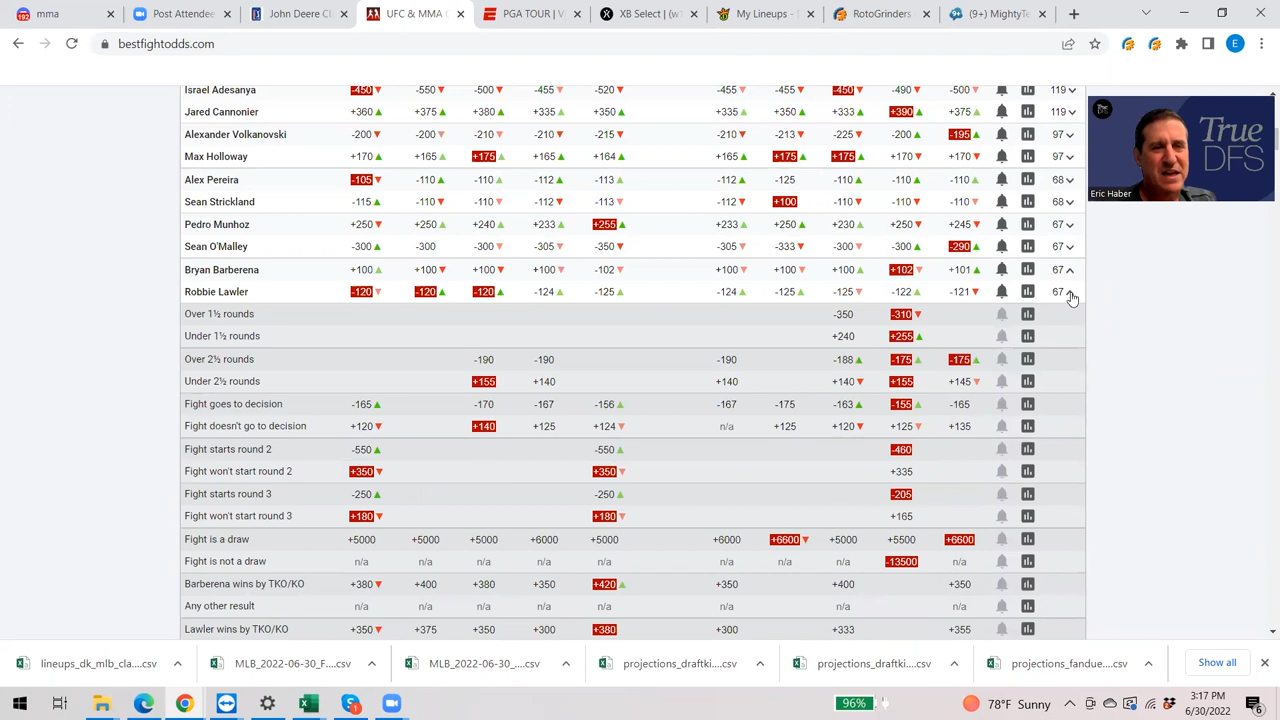 192 mma
Post Attendee
John Deere Cl
UFC & MMA O
PGA TOUR | V
XB Select | (w1
My Lineups -
RotoGrinders
(9+) MightyTe
bestfightodds.com
E
Israel Adesanya -450 -550 -500 -455 -520 -455 -455 -450 -490 -500 119
Jared Cannonier +360 +375 +380 +335 +350 +335 +350 +333 +390 +375 119
Alexander Volkanovski -200 -200 -210 -210 -215 -210 -213 -225 -200 -195 97
Max Holloway +170 +165 +175 +165 +164 +165 +175 +175 +170 +170 97
Alex Pereira -105 -110 -110 -112 -113 -112 -125 -110 -110 -110 68
Sean Strickland -115 -110 -110 -112 -113 -112 +100 -110 -110 -110 68
Pedro Munhoz +250 +250 +240 +233 +255 +233 +250 +230 +250 +245 67
Sean O'Malley -300 -300 -300 -305 -350 -305 -333 -300 -300 -290 67
Bryan Barberena +100 +100 +100 +100 -102 +100 +100 +100 +102 +101 67
Robbie Lawler -120 -120 -120 -124 -125 -124 -125 -125 -122 -121 67
Over 1½ rounds -350 -310
Under 1½ rounds +240 +255
Over 2½ rounds -190 -190 -190 -188 -175 -175
Under 2½ rounds +155 +140 +140 +140 +155 +145
Fight goes to decision -165 -170 -167 -156 -167 -175 -163 -155 -165
Fight doesn't go to decision +120 +140 +125 +124 n/a +125 +120 +125 +135
Fight starts round 2 -550 -550 -460
Fight won't start round 2 +350 +350 +335
Fight starts round 3 -250 -250 -205
Fight won't start round 3 +180 +180 +165
Fight is a draw +5000 +5000 +5000 +6000 +5000 +6000 +6600 +5000 +5500 +6600
Fight is not a draw n/a n/a n/a n/a n/a n/a n/a n/a -13500 n/a
Barberena wins by TKO/KO +380 +400 +380 +350 +420 +350 +400 +350
Any other result n/a n/a n/a n/a n/a n/a n/a n/a
Lawler wins by TKO/KO +350 +375 +350 +300 +380 +300 +333 +355
True DFS
True DFS
Eric Haber
lineups_dk_mlb_cla....csv
MLB_2022-06-30_F....csv
MLB_2022-06-30_....csv
projections_draftki....csv
projections_draftki....csv
projections_fandue....csv
Show all
96%
78°F Sunny
3:17 PM
6/30/2022
6